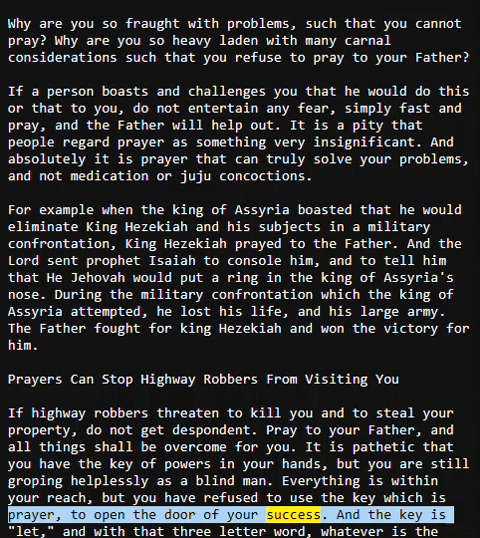 Why are you so fraught with problems, such that you cannot
pray? Why are you so heavy laden with many carnal
considerations such that you refuse to pray to your Father?
If a person boasts and challenges you that he would do this
or that to you, do not entertain any fear, simply fast and
pray, and the Father will help out. It is a pity that
people regard prayer as something very insignificant. And
absolutely it is prayer that can truly solve your problems,
and not medication or juju concoctions.
For example when the king of Assyria boasted that he would
eliminate King Hezekiah and his subjects in a military
confrontation, King Hezekiah prayed to the Father. And the
Lord sent prophet Isaiah to console him, and to tell him
that He Jehovah would put a ring in the king of Assyria's
nose. During the military confrontation which the king of
Assyria attempted, he lost his life, and his large army.
The Father fought for king Hezekiah and won the victory for
him.
Prayers Can Stop Highway Robbers From Visiting You
If highway robbers threaten to kill you and to steal your
property, do not get despondent. Pray to your Father, and
all things shall be overcome for you. It is pathetic that
you have the key of powers in your hands, but you are still
groping helplessly as a blind man. Everything is within
your reach, but you have refused to use the key which is
prayer, to open the door of your success. And the key is
"let," and with that three letter word, whatever is the